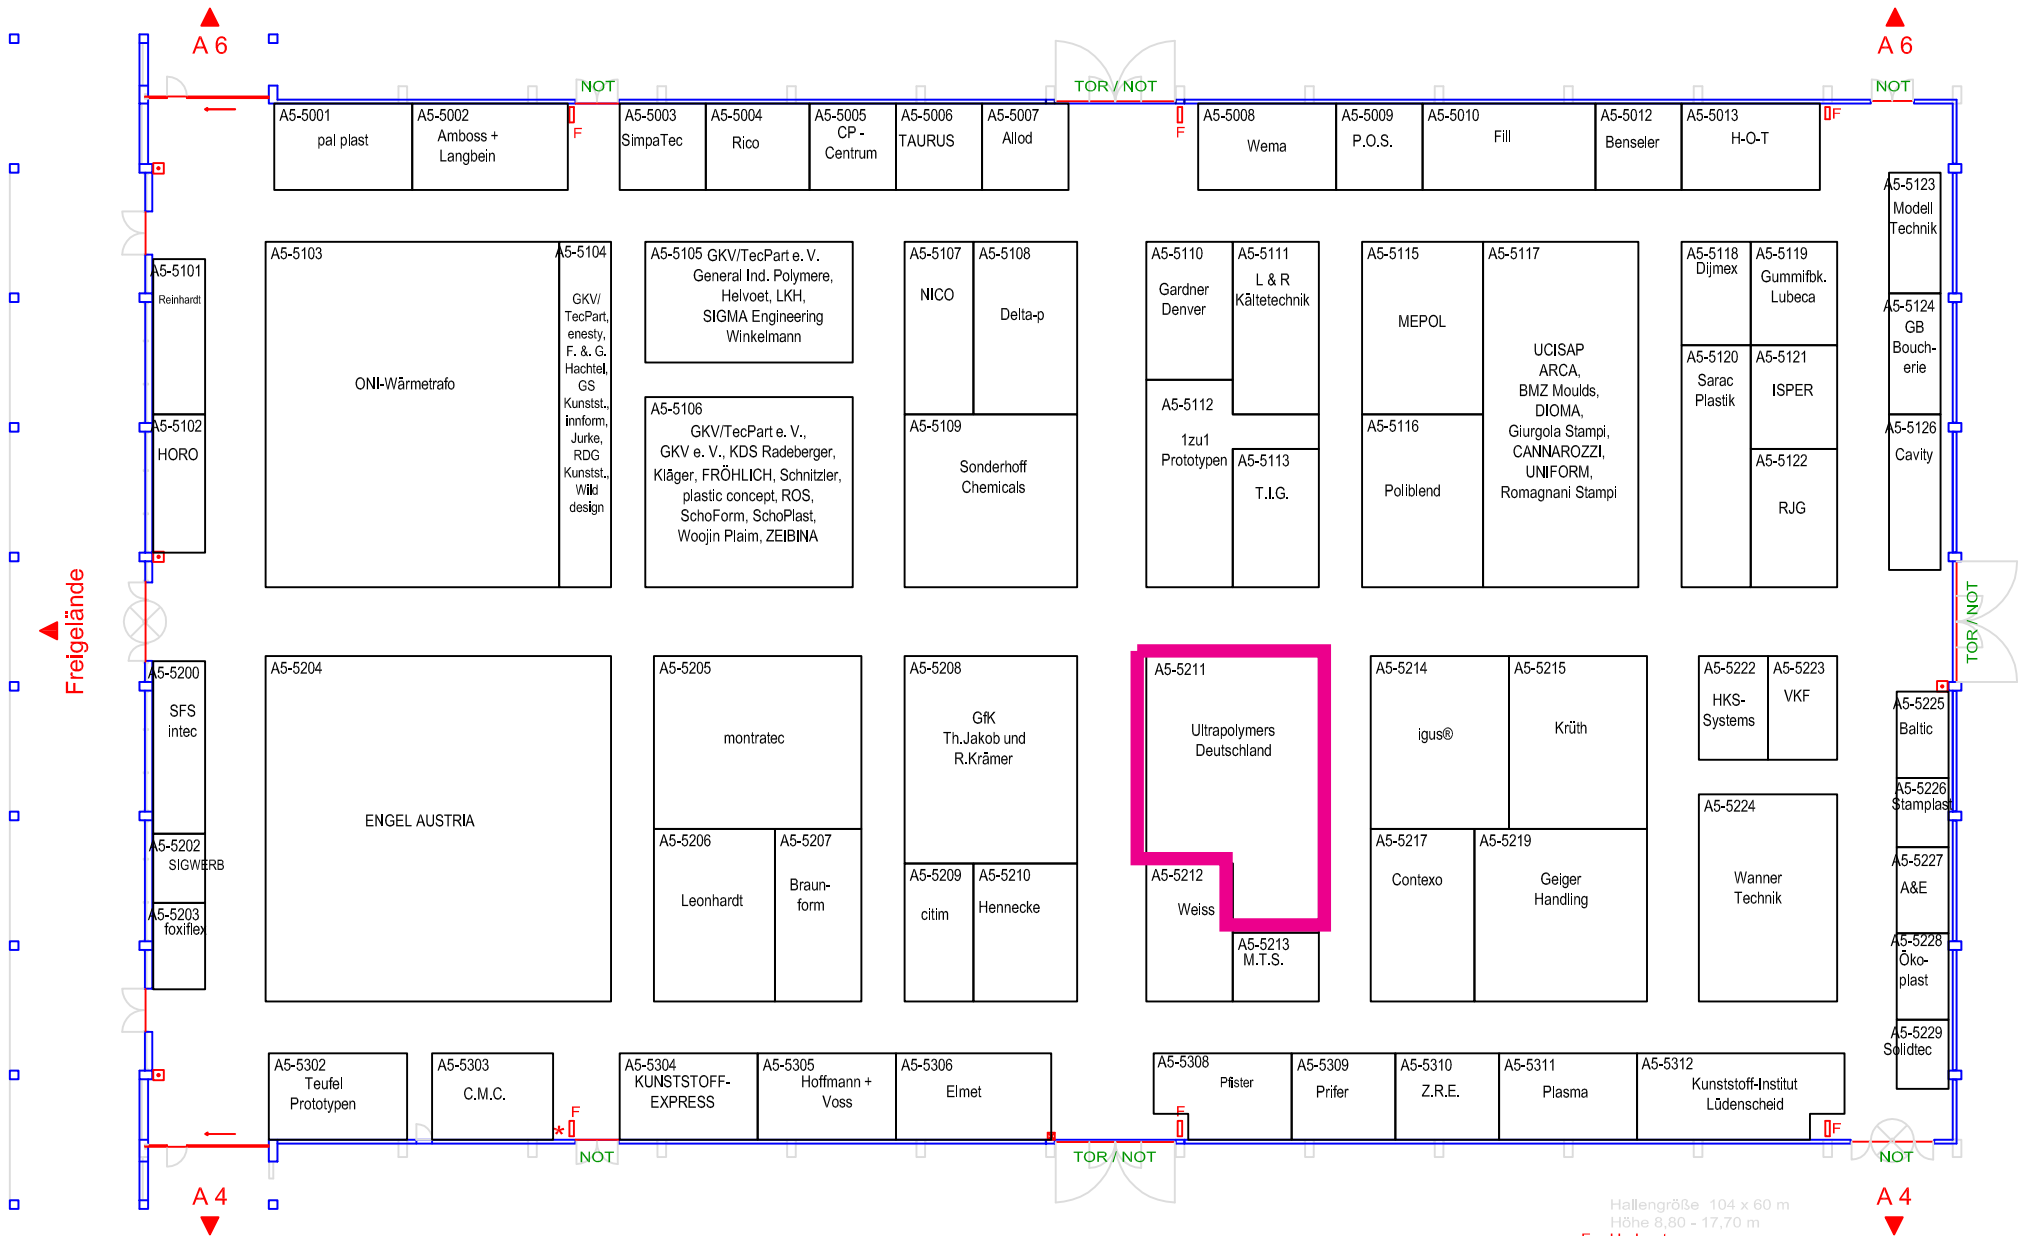 A 6
A 6
NOT
TOR / NOT
NOT
A5-5001
pal plast
A5-5002
Amboss +
Langbein
F
A5-5003
SimpaTec
A5-5004
Rico
A5-5005
CP -
Centrum
A5-5006
TAURUS
A5-5007
Allod
F
A5-5008
Wema
A5-5009
P.O.S.
A5-5010
Fill
A5-5012
Benseler
A5-5013
H-O-T
F
A5-5101
Reinhardt
A5-5102
HORO
A5-5103
ONI-Wärmetrafo
A5-5104
GKV/
TecPart,
enesty,
F. &. G.
Hachtel,
GS
Kunstst.,
innform,
Jurke,
RDG
Kunstst.,
Wild
design
A5-5105
GKV/TecPart e. V.
General Ind. Polymere,
Helvoet, LKH,
SIGMA Engineering
Winkelmann
A5-5106
GKV/TecPart e. V.,
GKV e. V., KDS Radeberger,
Kläger, FRÖHLICH, Schnitzler,
plastic concept, ROS,
SchoForm, SchoPlast,
Woojin Plaim, ZEIBINA
A5-5107
NICO
A5-5108
Delta-p
A5-5109
Sonderhoff
Chemicals
A5-5110
Gardner
Denver
A5-5111
L & R
Kältetechnik
A5-5112
1zu1
Prototypen
A5-5113
T.I.G.
A5-5115
MEPOL
A5-5116
Poliblend
A5-5117
UCISAP
ARCA,
BMZ Moulds,
DIOMA,
Giurgola Stampi,
CANNAROZZI,
UNIFORM,
Romagnani Stampi
A5-5118
Dijmex
A5-5119
Gummifbk.
Lubeca
A5-5120
Sarac
Plastik
A5-5121
ISPER
A5-5122
RJG
A5-5123
Modell
Technik
A5-5124
GB
Bouch-
erie
A5-5126
Cavity
Freigelände
TOR / NOT
A5-5200
SFS
intec
A5-5202
SIGWERB
A5-5203
foxiflex
A5-5204
ENGEL AUSTRIA
A5-5205
montratec
A5-5206
Leonhardt
A5-5207
Braun-
form
A5-5208
GfK
Th.Jakob und
R.Krämer
A5-5209
citim
A5-5210
Hennecke
A5-5211
Ultrapolymers
Deutschland
A5-5212
Weiss
A5-5213
M.T.S.
A5-5214
igus®
A5-5215
Krüth
A5-5217
Contexo
A5-5219
Geiger
Handling
A5-5222
HKS-
Systems
A5-5223
VKF
A5-5224
Wanner
Technik
A5-5225
Baltic
A5-5226
Stamplast
A5-5227
A&E
A5-5228
Öko-
plast
A5-5229
Solidtec
A5-5302
Teufel
Prototypen
A5-5303
C.M.C.
* F
A5-5304
KUNSTSTOFF-
EXPRESS
A5-5305
Hoffmann +
Voss
A5-5306
Elmet
A5-5308
Pfister
F
A5-5309
Prifer
A5-5310
Z.R.E.
A5-5311
Plasma
A5-5312
Kunststoff-Institut
Lüdenscheid
F
NOT
TOR / NOT
NOT
A 4
A 4
Hallengröße 104 x 60 m
Höhe 8,80 - 17,70 m